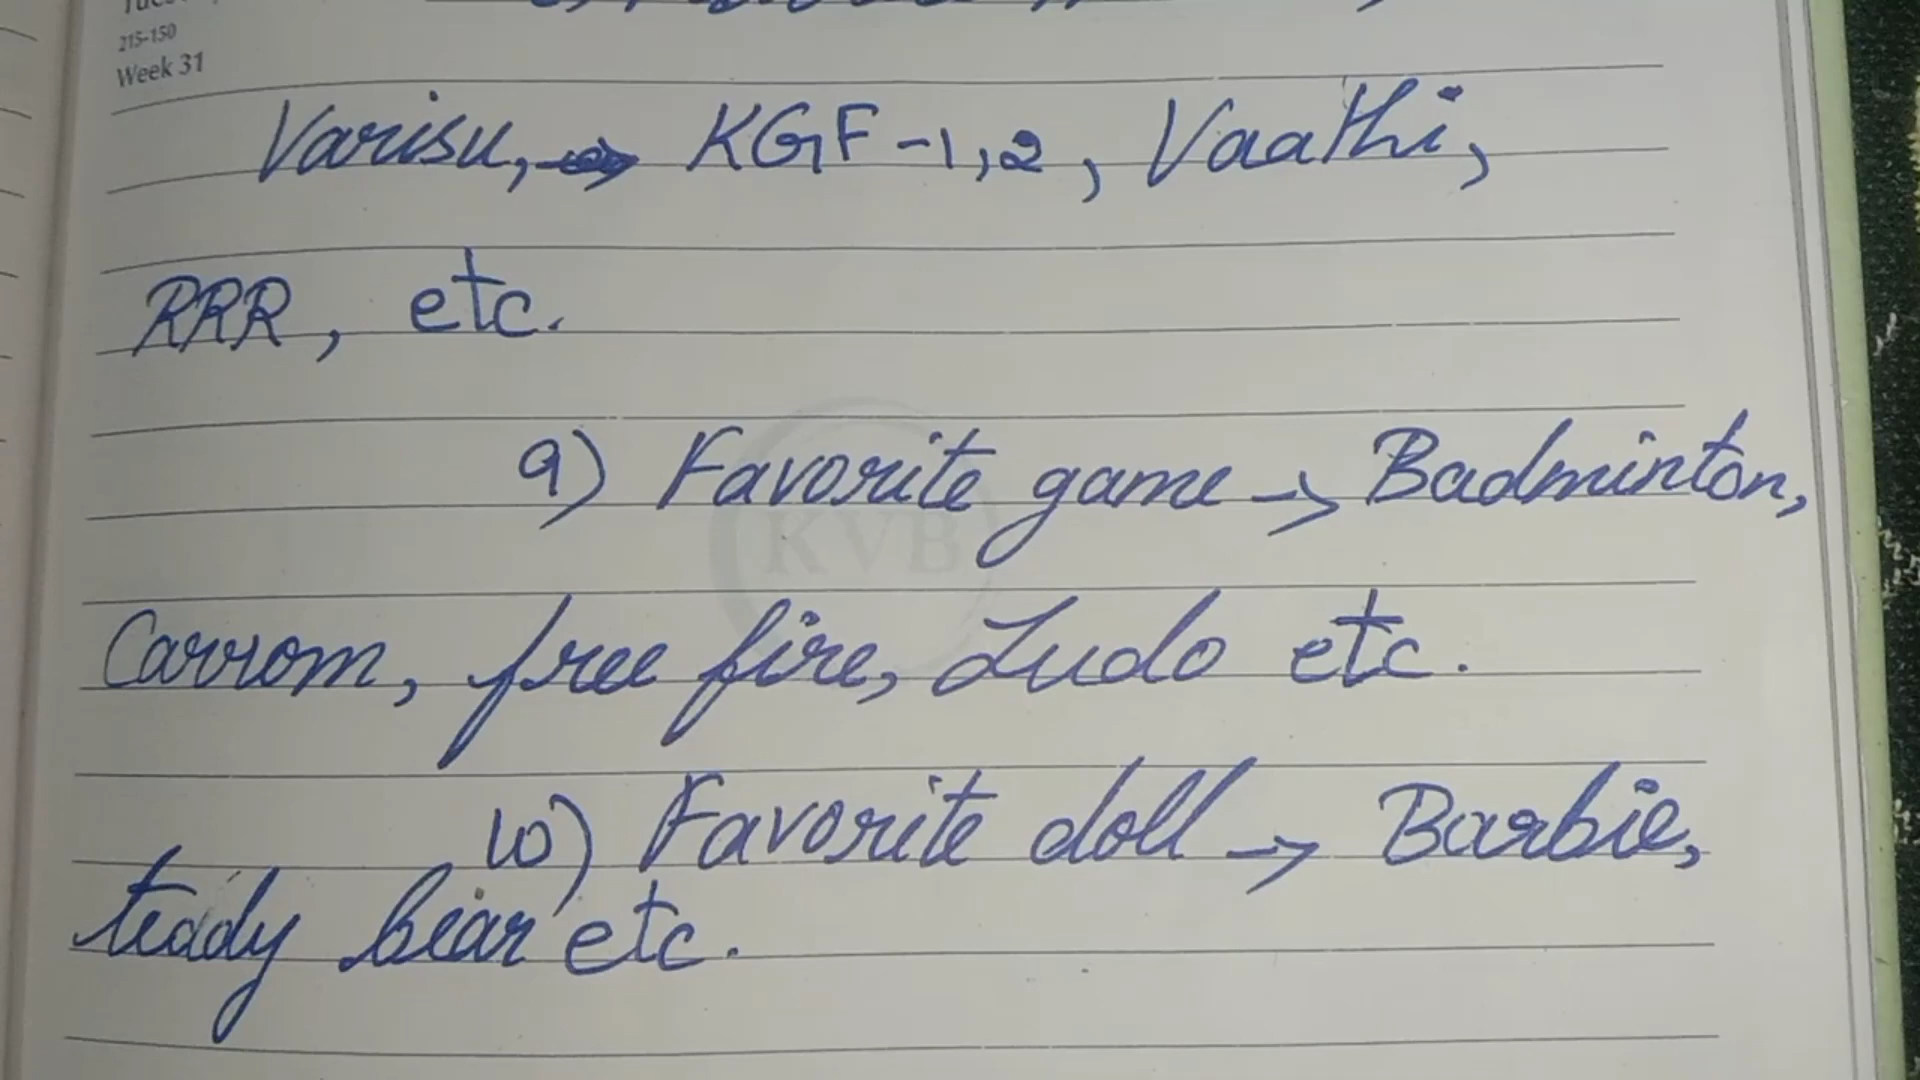 215-150
Week 31
Varisu, KGF-1,2, Vaathi,
RRR, etc.
9) Favorite game → Badminton,
Carrom, free fire, Ludo etc.
10) Favorite doll → Barbie,
teddy bear etc.
KVB